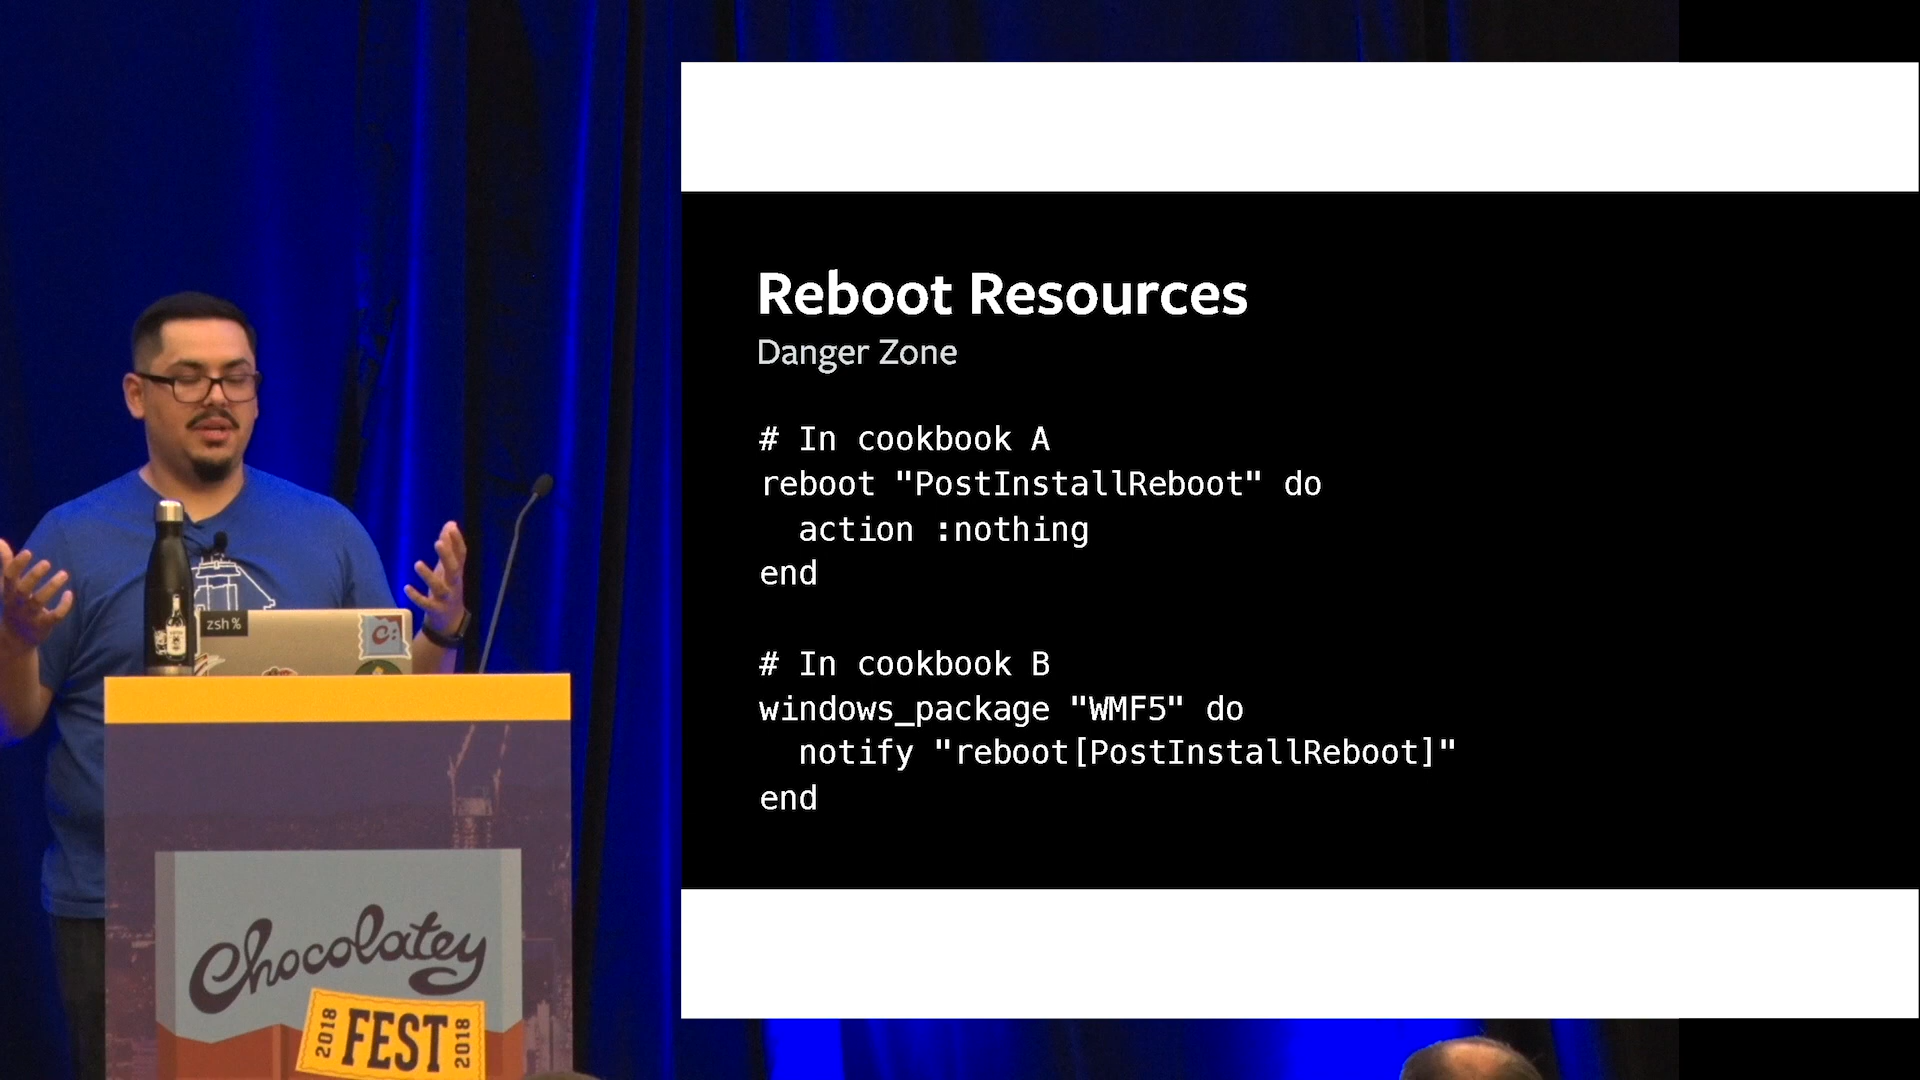 Reboot Resources
Danger Zone
# In cookbook A
reboot "PostInstallReboot" do
  action :nothing
end
# In cookbook B
windows_package "WMF5" do
  notify "reboot[PostInstallReboot]"
end
zsh %
C:
Chocolatey
2018 FEST 2018